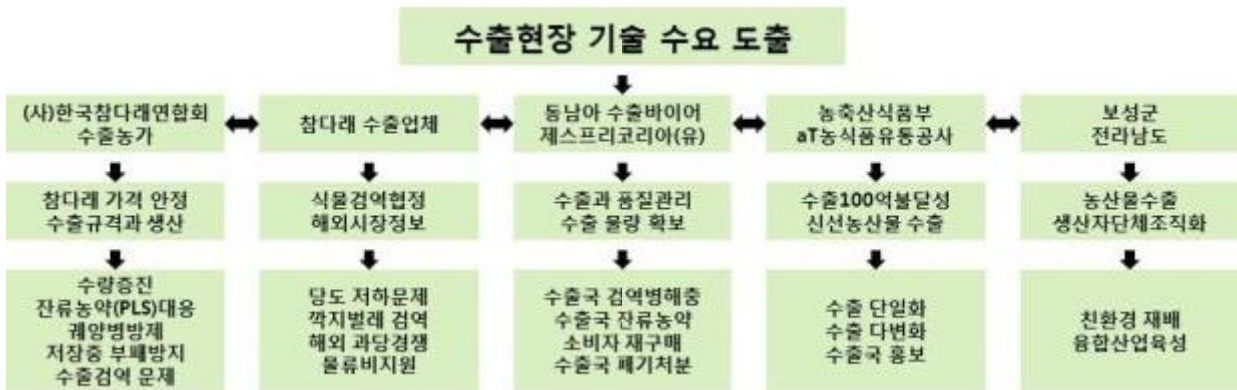 수출현장 기술 수요 도출
(사)한국참다래연합회
수출농가
참다래 수출업체
동남아 수출바이어
제스프리코리아(유)
농축산식품부
aT농식품유통공사
보성군
전라남도
참다래 가격 안정
수출규격과 생산
식물검역협정
해외시장정보
수출과 품질관리
수출 물량 확보
수출100억불달성
신선농산물 수출
농산물수출
생산자단체조직화
수량증진
잔류농약(PLS)대응
궤양병방제
저장중 부패방지
수출검역 문제
당도 저하문제
깍지벌레 검역
해외 과당경쟁
물류비지원
수출국 검역병해충
수출국 잔류농약
소비자 재구매
수출국 폐기처분
수출 단일화
수출 다변화
수출국 홍보
친환경 재배
융합산업육성